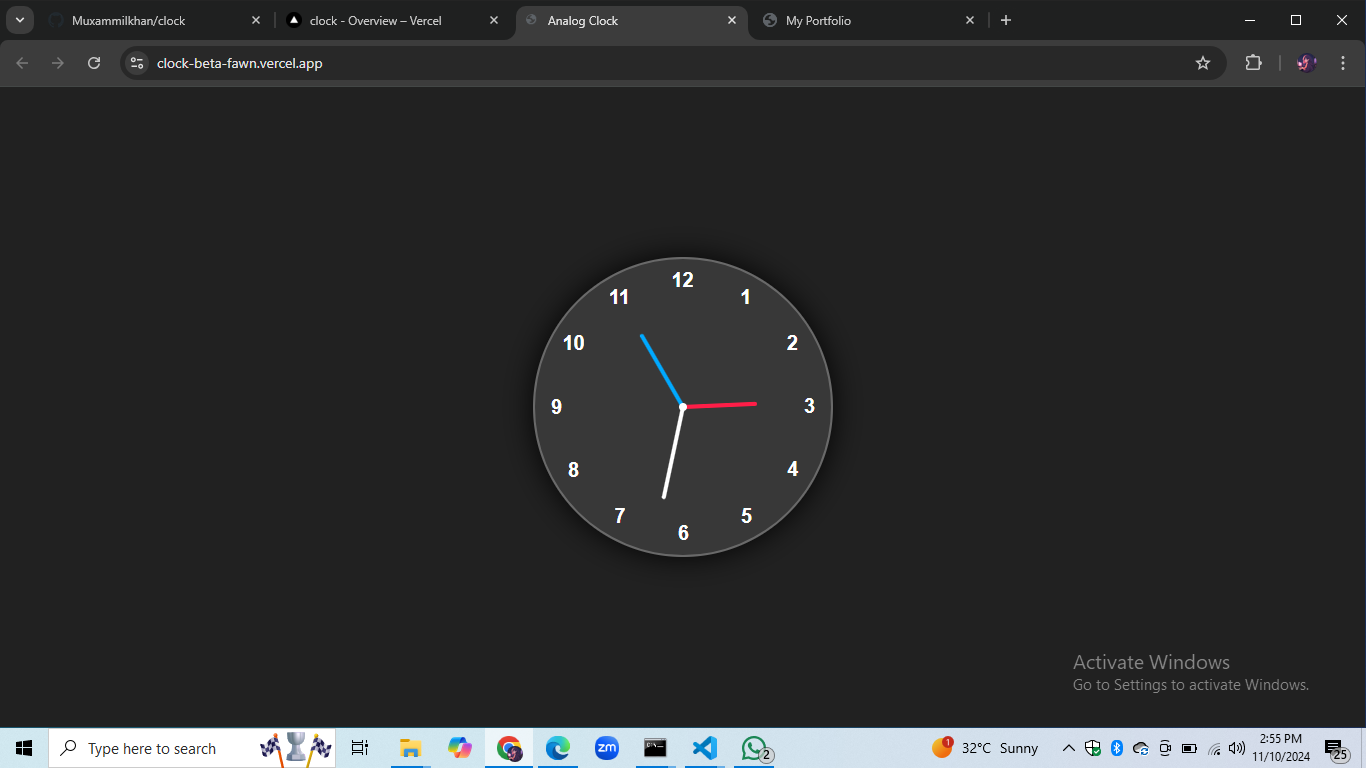 Muxammilkhan/clock
clock - Overview – Vercel
Analog Clock
My Portfolio
clock-beta-fawn.vercel.app
12
11
1
10
2
9
3
8
4
7
5
6
Activate Windows
Go to Settings to activate Windows.
Type here to search
zm
2
1
32°C Sunny
2:55 PM
11/10/2024
25